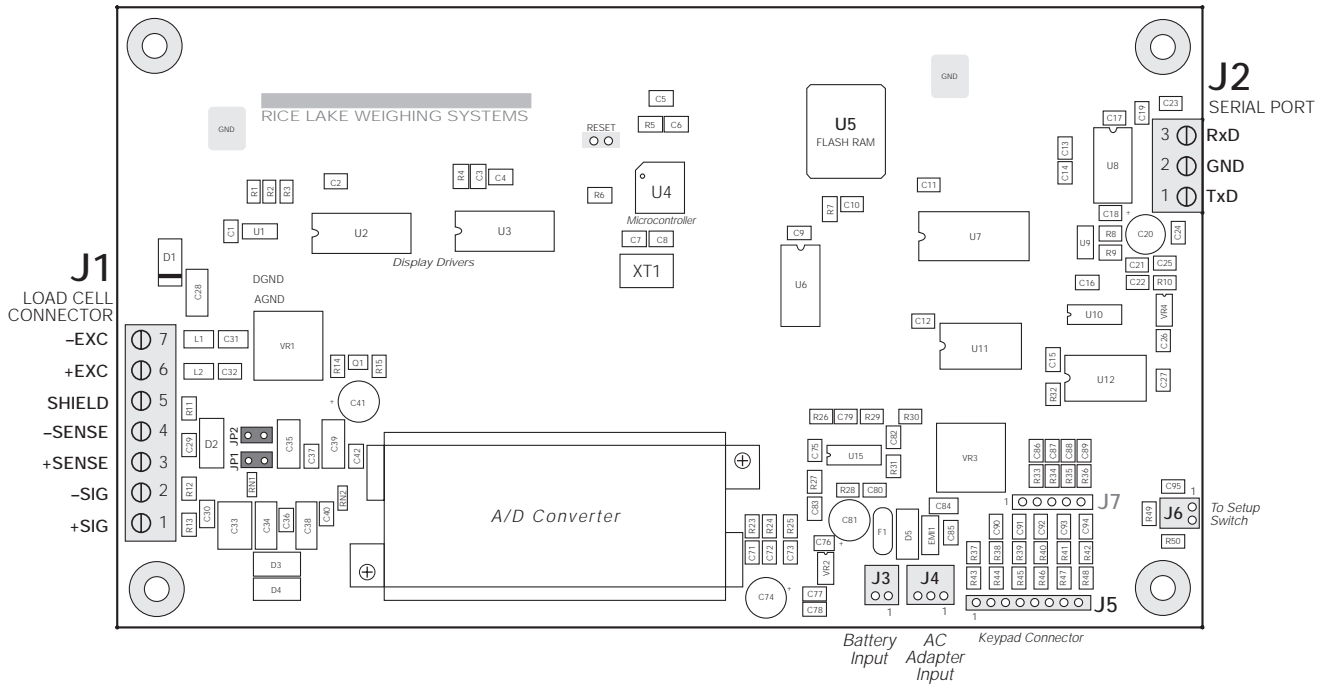 RICE LAKE WEIGHING SYSTEMS
GND
GND
RESET
C5
R5 C6
R6
U5
FLASH RAM
U4
Microcontroller
C7 C8
XT1
R1 R2 R3
C2
R4 C3 C4
C1 U1
U2
U3
Display Drivers
R7 C10
C9
U6
C11
U7
C12
U11
C13
C14
C17 C19 C23
U8
C18
+
U9 R8 C20 C24
R9
C21 C25
C16 C22 R10
U10 VR4
C26
C15
R32 U12 C27
J2
SERIAL PORT
3 RxD
2 GND
1 TxD
D1
C28
DGND
AGND
J1
LOAD CELL
CONNECTOR
–EXC 7
+EXC 6
SHIELD 5
–SENSE 4
+SENSE 3
–SIG 2
+SIG 1
L1 C31
L2 C32
VR1
R14 Q1 R15
+
C41
R11
C29 D2
JP2
JP1
C35 C37 C39 C42
R12 RN1 RN2
R13 C30 C33 C34 C36 C38 C40
D3
D4
A/D Converter
R26 C79 R29 R30
C75 U15 C82
R31
R27 R28 C80
C83
VR3
C86 C87 C88 C89
R33 R34 R35 R36
1
J7
C84
C81
+
F1 D5 EMI1 C85
R23 R24 R25
C71 C72 C73
C76
VR2
C74
+
C77
C78
C90 C91 C92 C93 C94
R37 R38 R39 R40 R41 R42
R43 R44 R45 R46 R47 R48
J3
1
J4
1
J5
1
C95
1
R49 J6
R50
To Setup
Switch
Battery
Input
AC
Adapter
Input
Keypad Connector